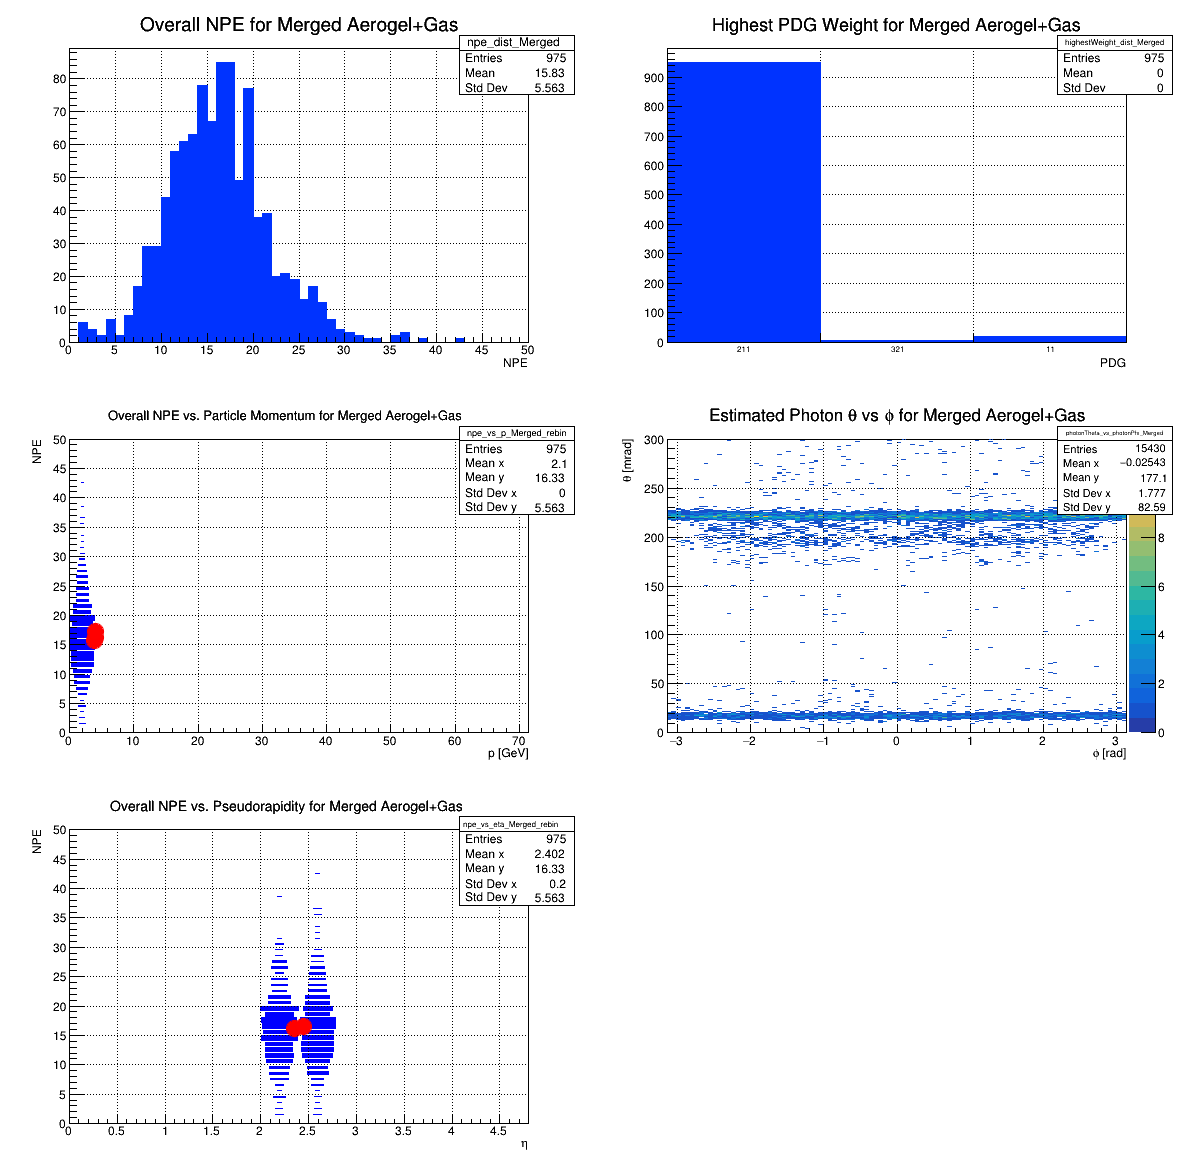 Overall NPE for Merged Aerogel+Gas
npe_dist_Merged
Entries 975
Mean 15.83
Std Dev 5.563
80
70
60
50
40
30
20
10
0
0 5 10 15 20 25 30 35 40 45 50
NPE
Highest PDG Weight for Merged Aerogel+Gas
highestWeight_dist_Merged
Entries 975
Mean 0
Std Dev 0
900
800
700
600
500
400
300
200
100
0
211 321 11
PDG
Overall NPE vs. Particle Momentum for Merged Aerogel+Gas
npe_vs_p_Merged_rebin
Entries 975
Mean x 2.1
Mean y 16.33
Std Dev x 0
Std Dev y 5.563
NPE
50
45
40
35
30
25
20
15
10
5
0
0 10 20 30 40 50 60 70
p [GeV]
Estimated Photon θ vs ϕ for Merged Aerogel+Gas
photonTheta_vs_photonPhi_Merged
Entries 15430
Mean x −0.02543
Mean y 177.1
Std Dev x 1.777
Std Dev y 82.59
θ [mrad]
300
250
200
150
100
50
0
−3 −2 −1 0 1 2 3
ϕ [rad]
8
6
4
2
0
Overall NPE vs. Pseudorapidity for Merged Aerogel+Gas
npe_vs_eta_Merged_rebin
Entries 975
Mean x 2.402
Mean y 16.33
Std Dev x 0.2
Std Dev y 5.563
NPE
50
45
40
35
30
25
20
15
10
5
0
0 0.5 1 1.5 2 2.5 3 3.5 4 4.5
η